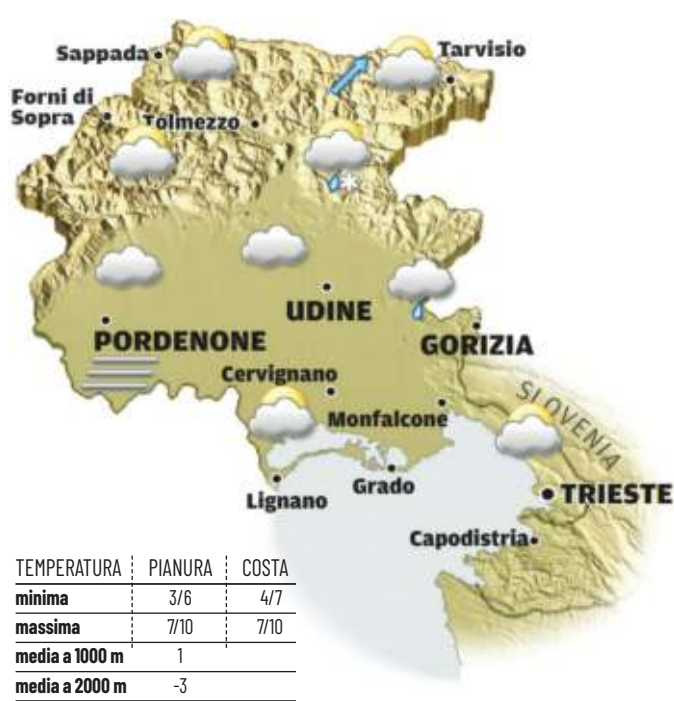 Sappada
Tarvisio
Forni di
Sopra
Tolmezzo
UDINE
PORDENONE
GORIZIA
Cervignano
Monfalcone
SLOVENIA
Lignano
Grado
TRIESTE
Capodistria
TEMPERATURA PIANURA COSTA
minima 3/6 4/7
massima 7/10 7/10
media a 1000 m 1
media a 2000 m -3